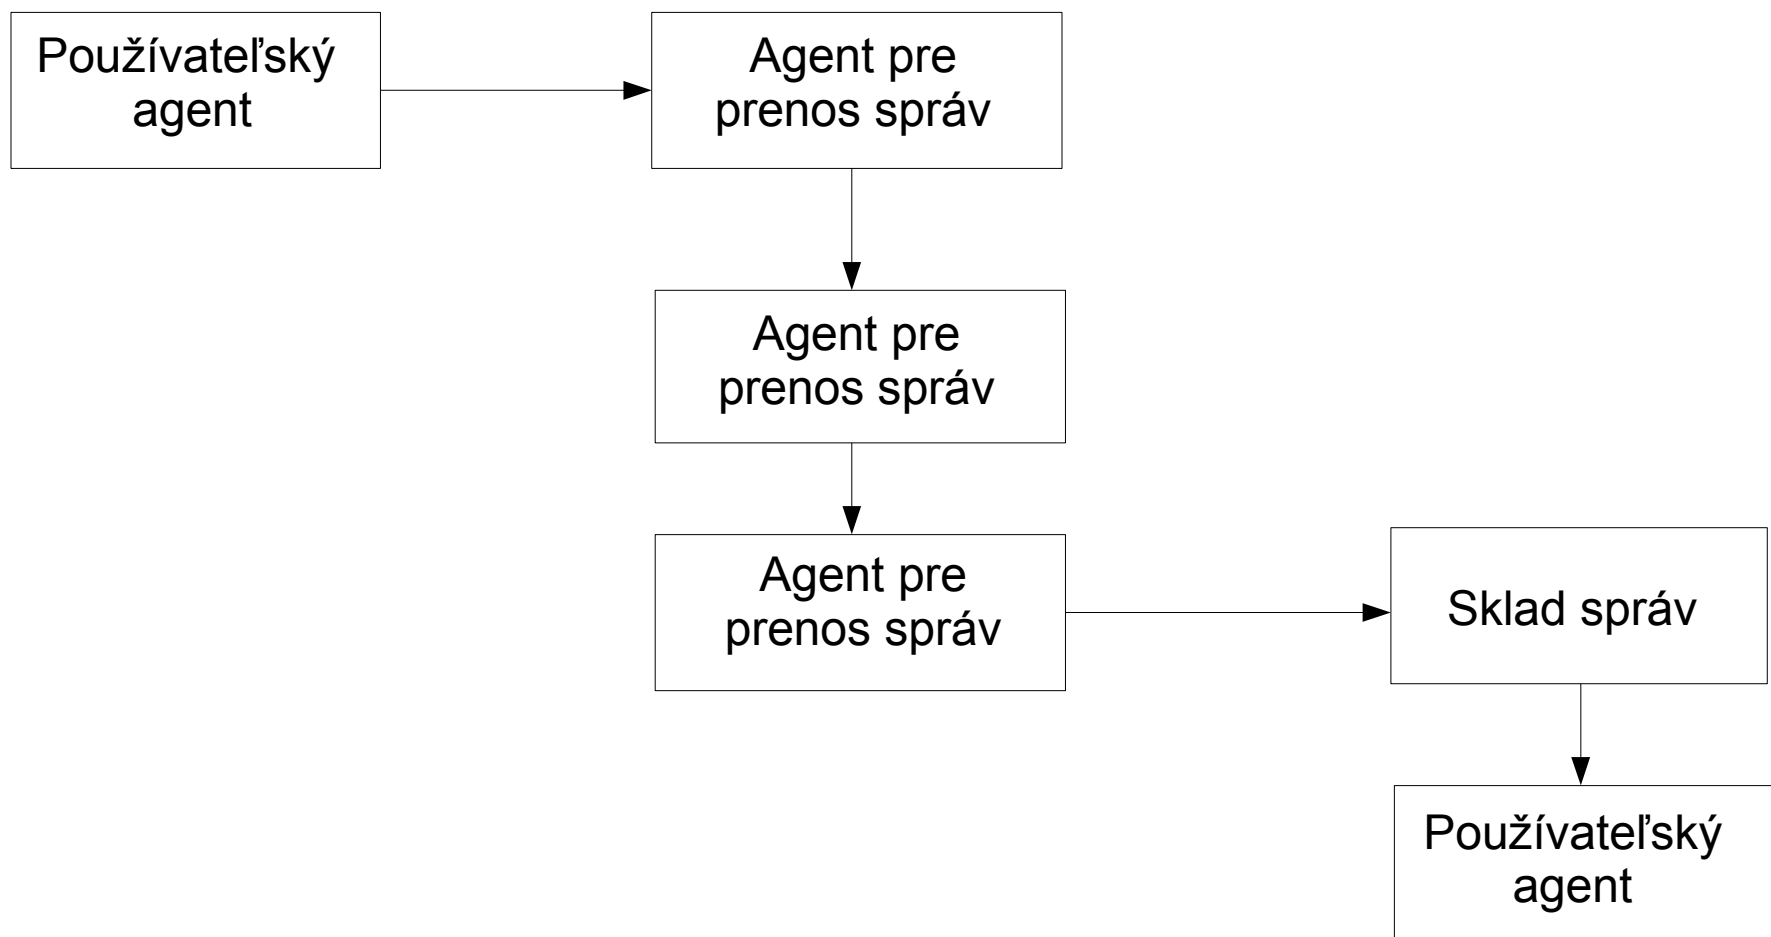 Používateľský
agent
Agent pre
prenos správ
Agent pre
prenos správ
Agent pre
prenos správ
Sklad správ
Používateľský
agent